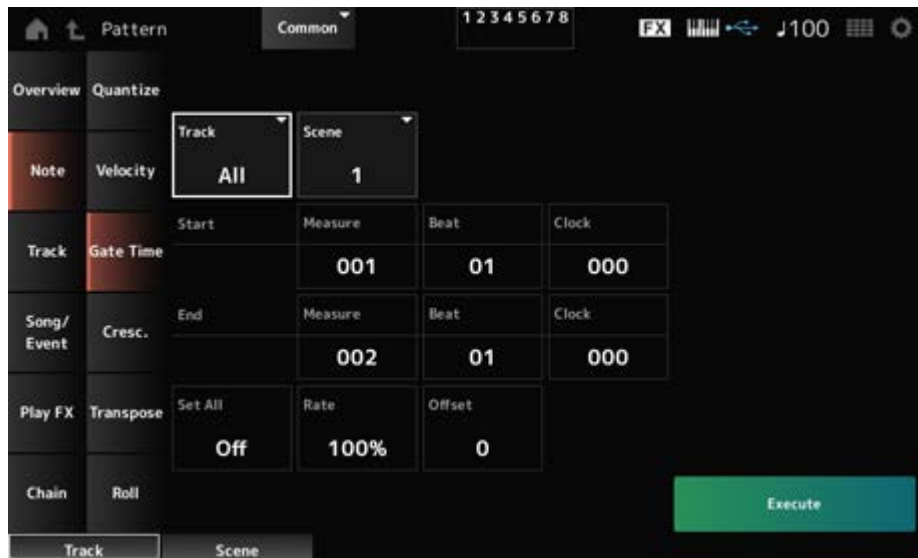 Pattern
Common
12345678
FX
♩100
Overview
Quantize
Note
Velocity
Track
Gate Time
Song/
Event
Cresc.
Play FX
Transpose
Chain
Roll
Track
All
Scene
1
Start
Measure
001
Beat
01
Clock
000
End
Measure
002
Beat
01
Clock
000
Set All
Off
Rate
100%
Offset
0
Execute
Track
Scene